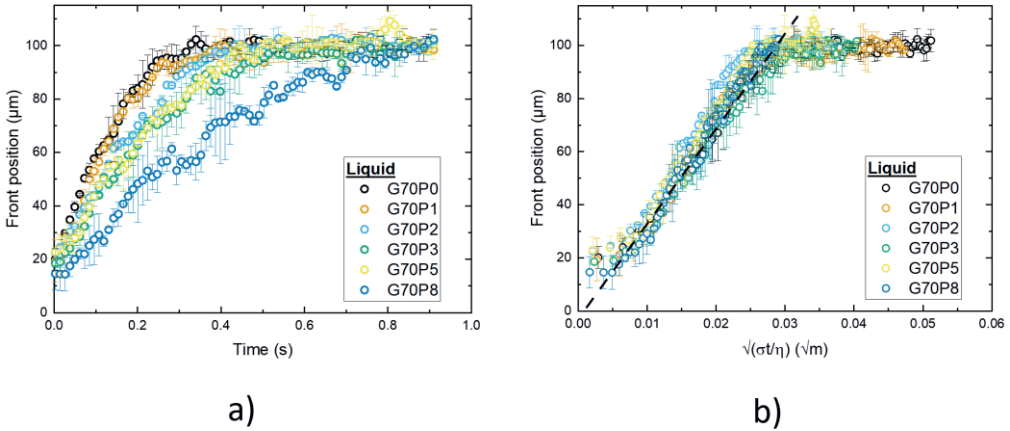 100
80
60
40
20
0
Front position (µm)
0.0 0.2 0.4 0.6 0.8 1.0
Time (s)
Liquid
G70P0
G70P1
G70P2
G70P3
G70P5
G70P8
a)
100
80
60
40
20
0
Front position (µm)
0.00 0.01 0.02 0.03 0.04 0.05 0.06
√(σt/η) (√m)
Liquid
G70P0
G70P1
G70P2
G70P3
G70P5
G70P8
b)